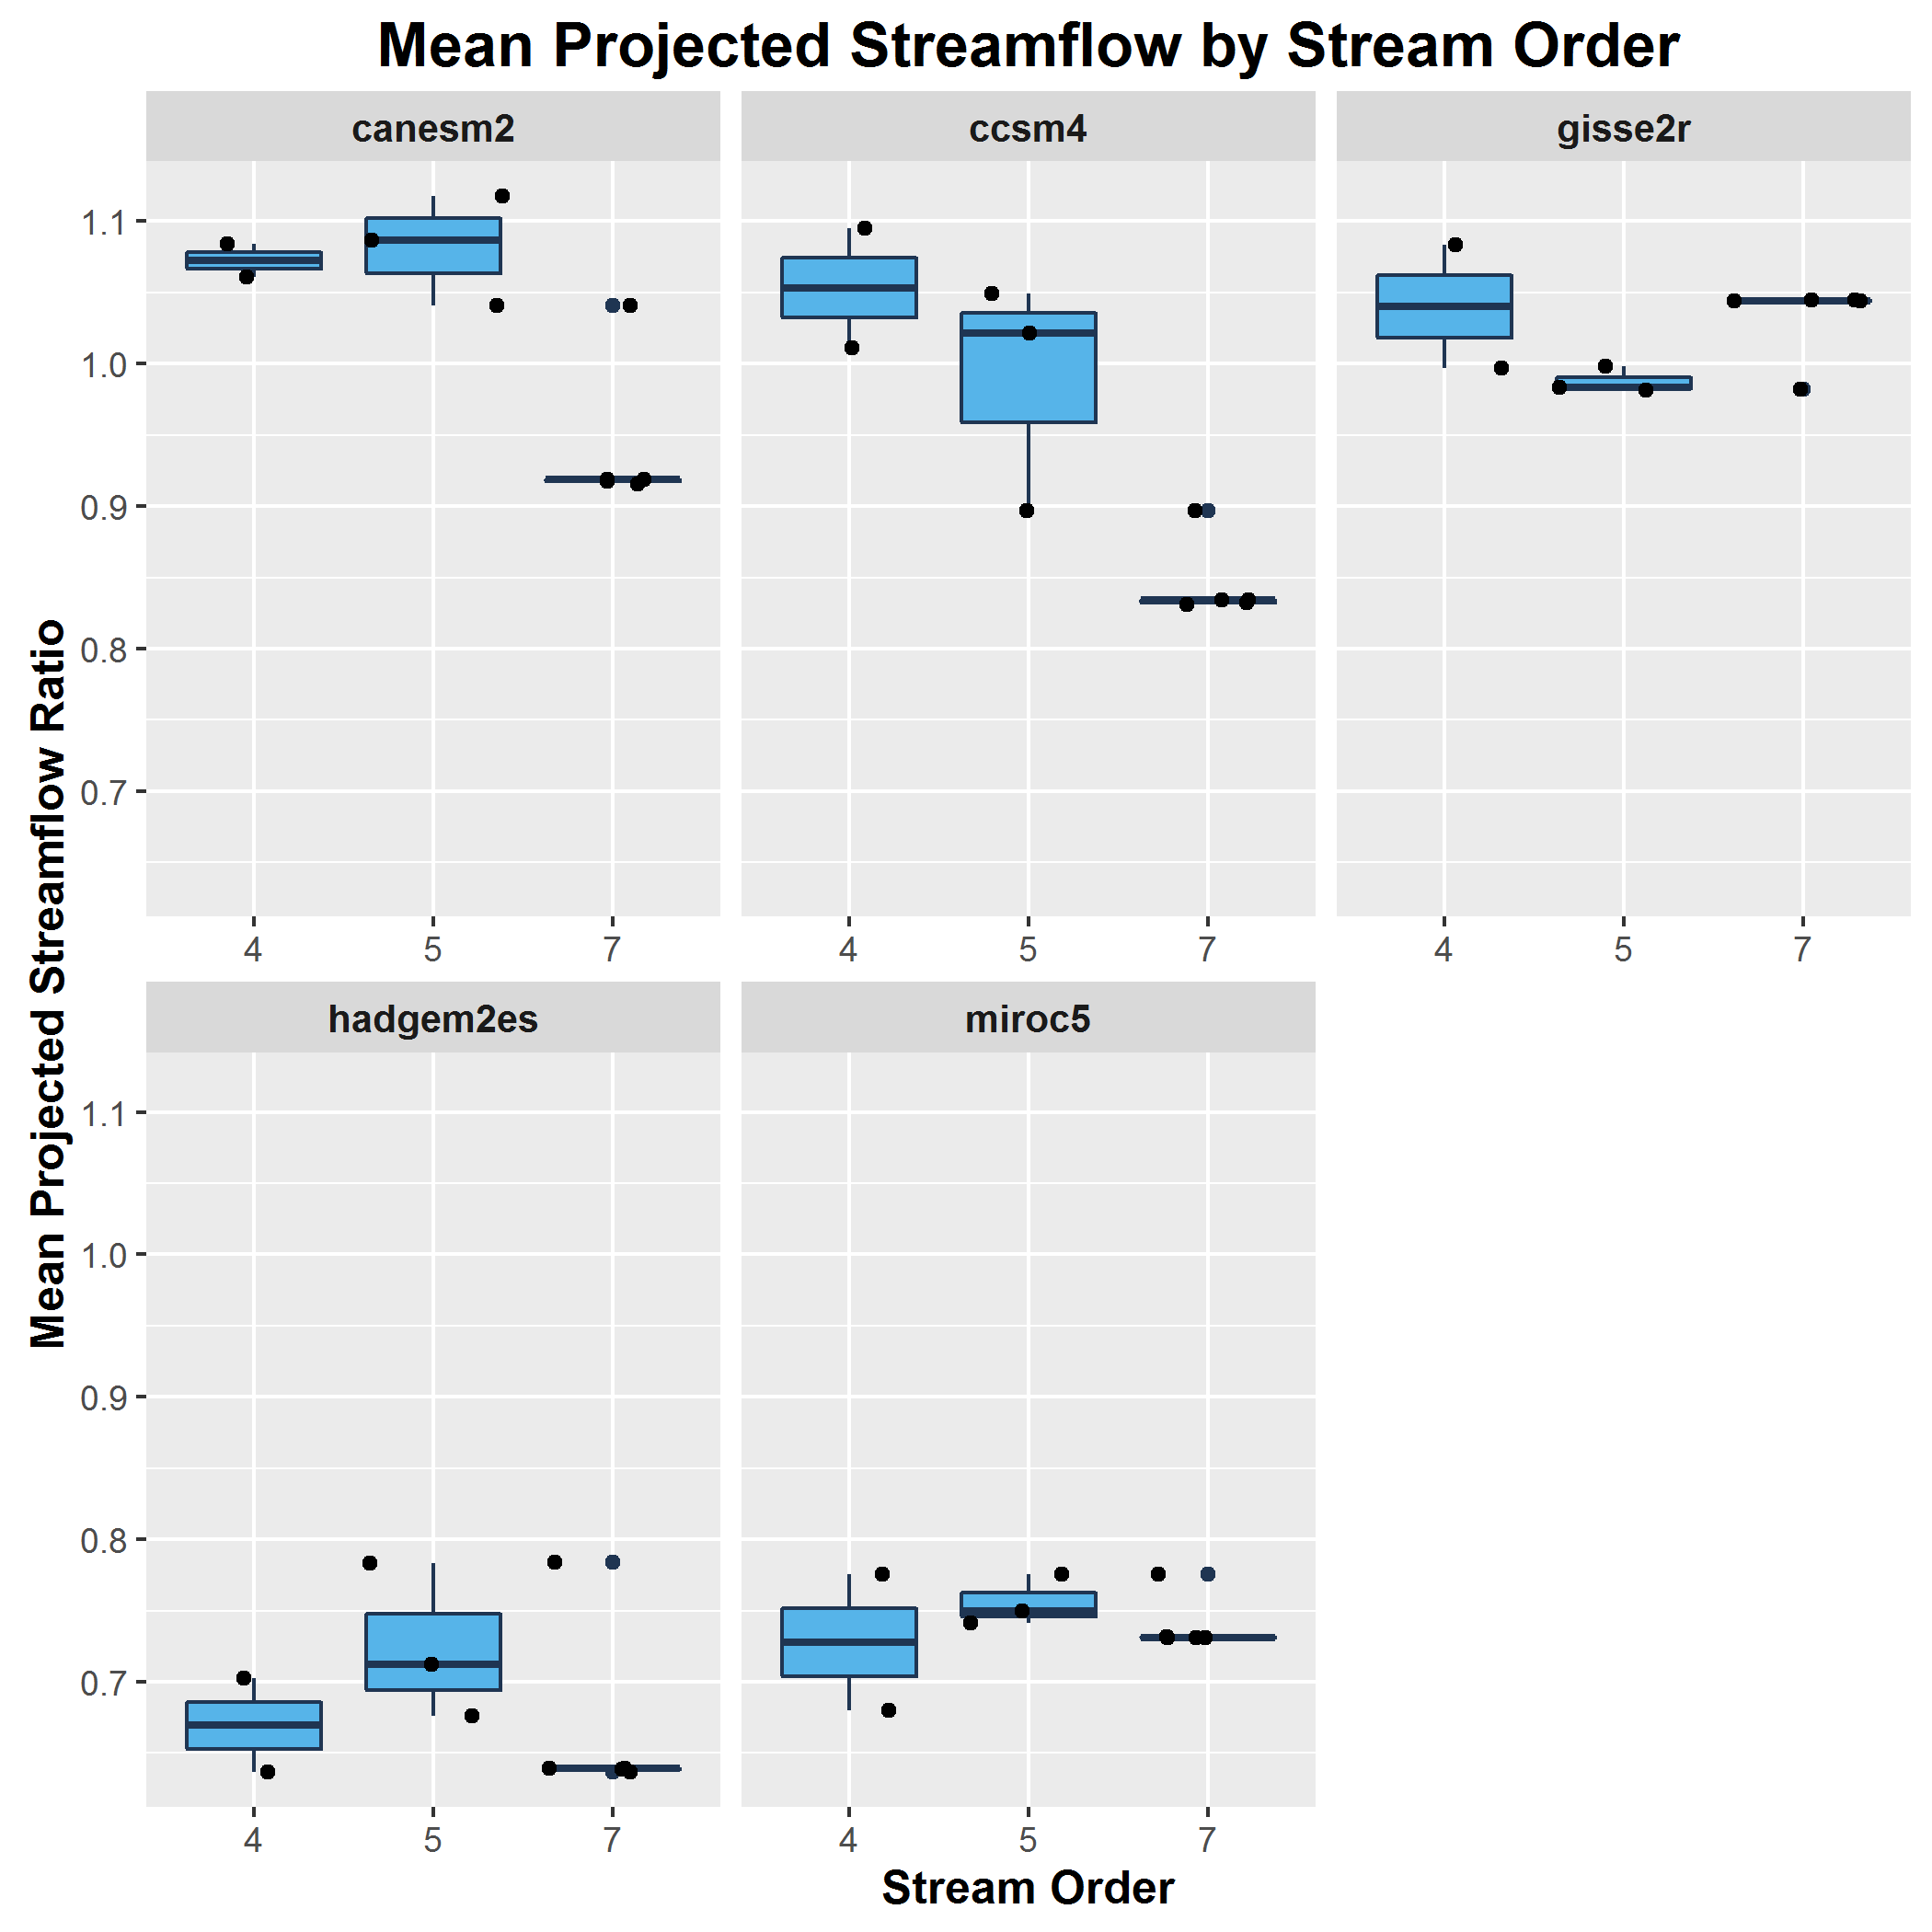 Mean Projected Streamflow by Stream Order
canesm2
ccsm4
gisse2r
1.1
1.0
0.9
0.8
0.7
4 5 7
4 5 7
4 5 7
Mean Projected Streamflow Ratio
hadgem2es
miroc5
1.1
1.0
0.9
0.8
0.7
4 5 7
4 5 7
Stream Order